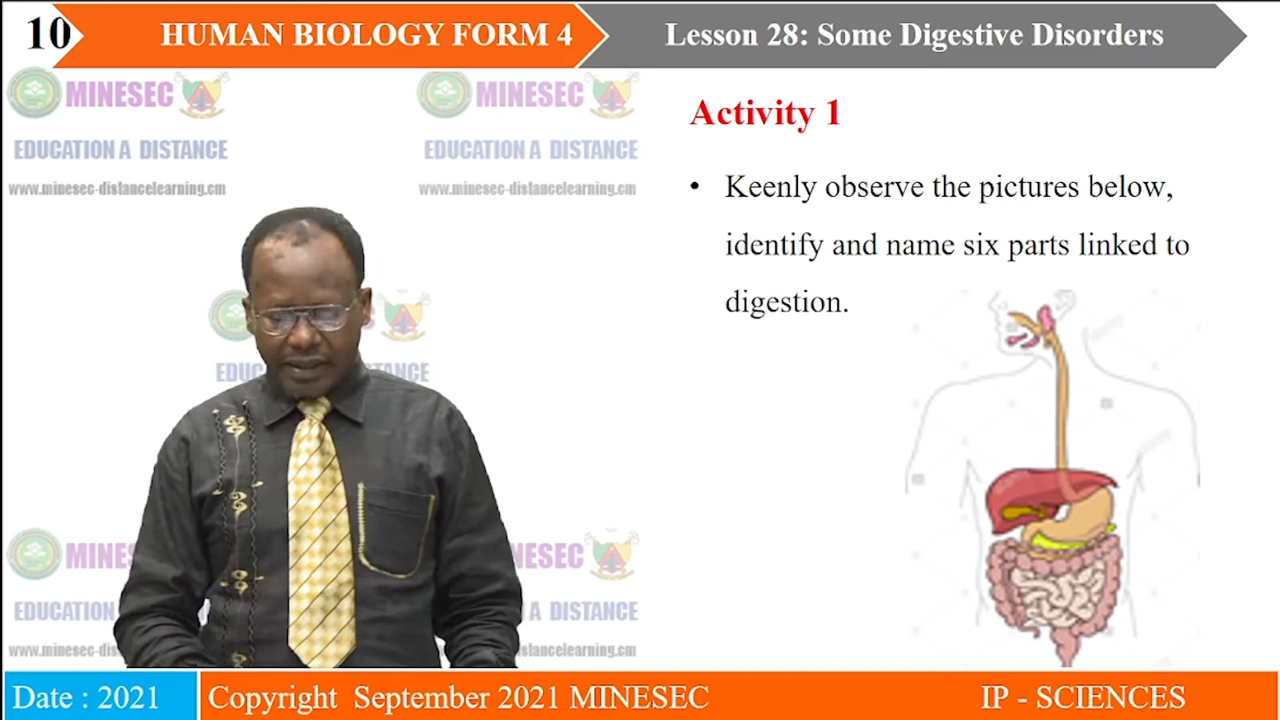 10
HUMAN BIOLOGY FORM 4
Lesson 28: Some Digestive Disorders
MINESEC
MINESEC
EDUCATION A DISTANCE
EDUCATION A DISTANCE
www.minesec-distancelearning.cm
www.minesec-distancelearning.cm
Activity 1
• Keenly observe the pictures below,
identify and name six parts linked to
digestion.
MINESEC
EDUCATION A DISTANCE
Date : 2021
Copyright September 2021 MINESEC
IP - SCIENCES